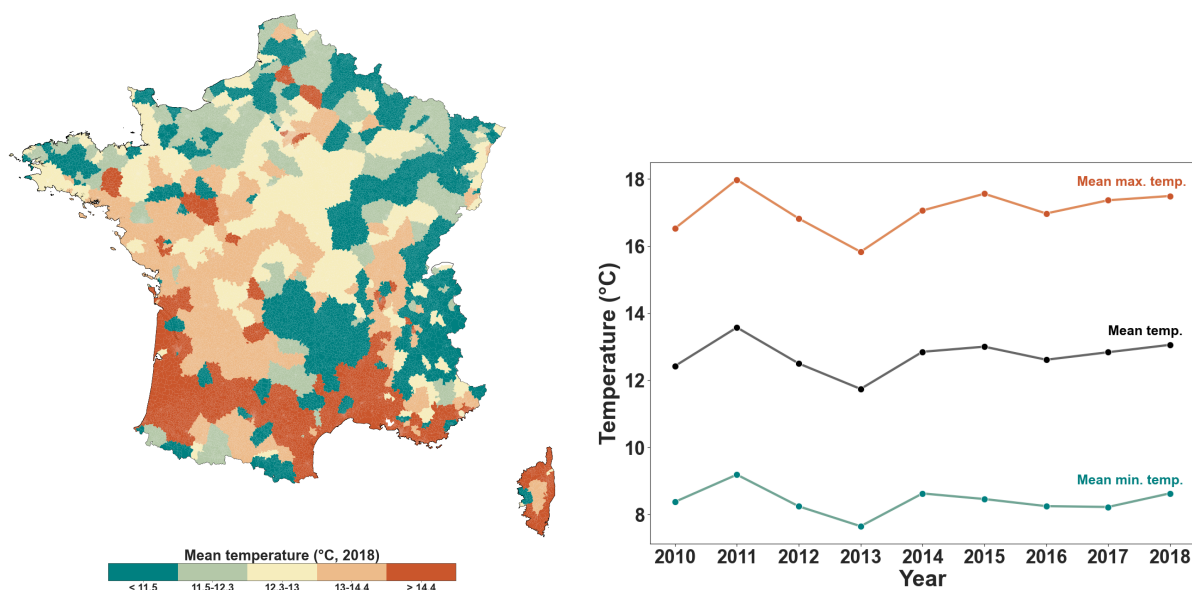 Mean temperature (°C, 2018)
< 11.5 11.5-12.3 12.3-13 13-14.4 > 14.4
Temperature (°C)
18
16
14
12
10
8
Mean max. temp.
Mean temp.
Mean min. temp.
2010 2011 2012 2013 2014 2015 2016 2017 2018
Year